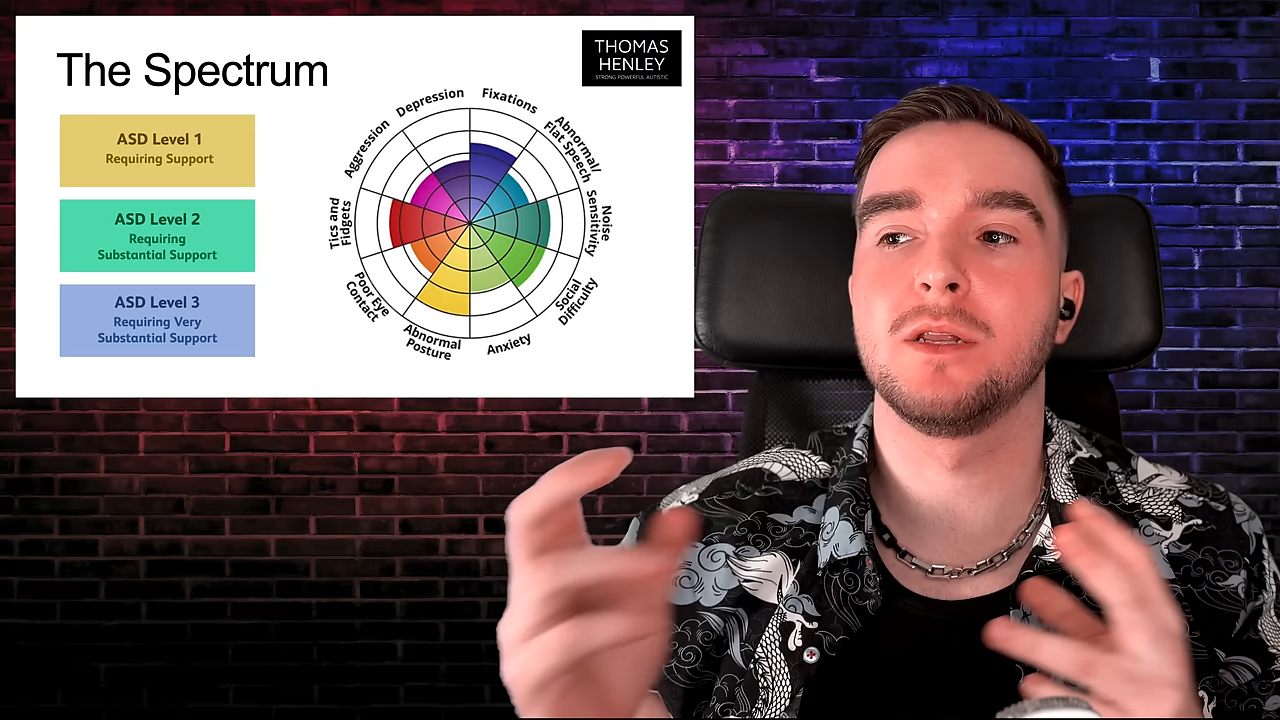 The Spectrum
THOMAS
HENLEY
STRONG POWERFUL AUTISTIC
ASD Level 1
Requiring Support
ASD Level 2
Requiring
Substantial Support
ASD Level 3
Requiring Very
Substantial Support
Depression
Fixations
Abnormal/
Flat Speech
Noise
Sensitivity
Social
Difficulty
Anxiety
Abnormal
Posture
Poor Eye
Contact
Tics and
Fidgets
Aggression